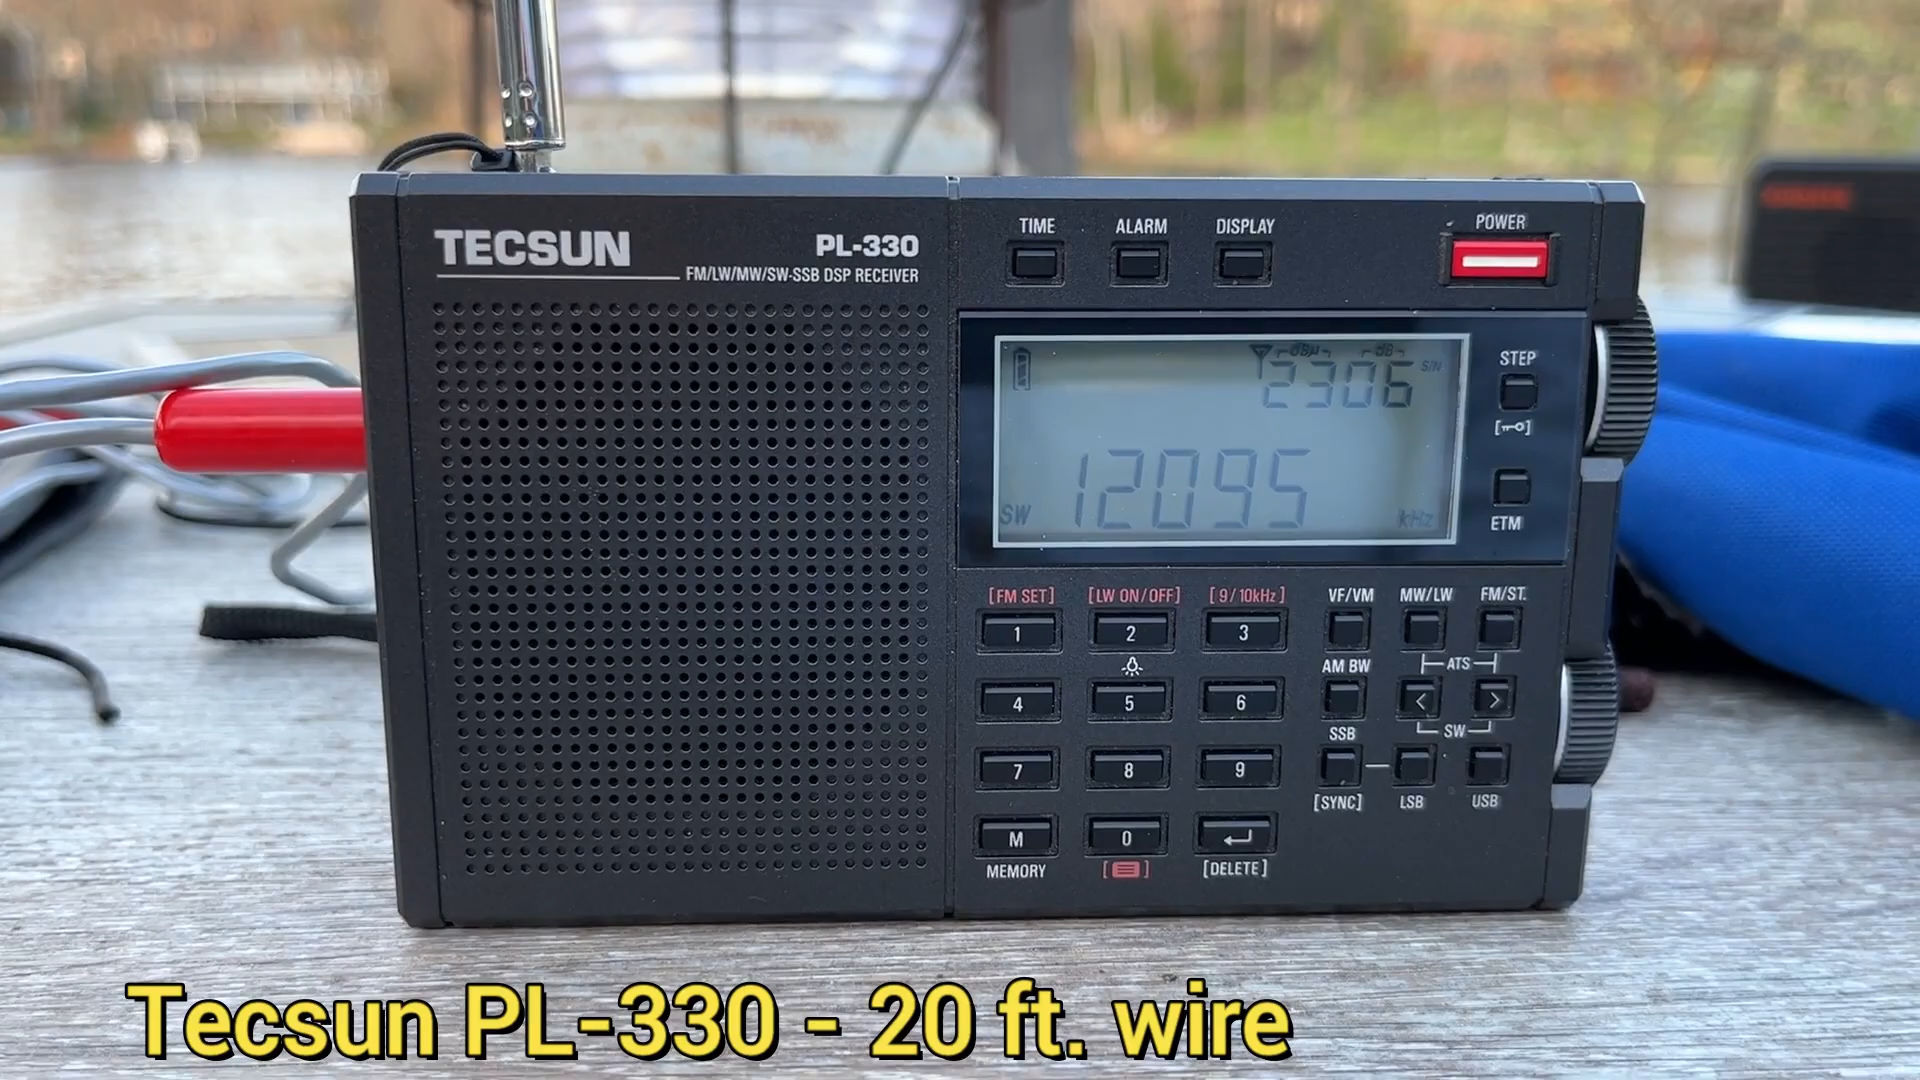 TECSUN
PL-330
FM/LW/MW/SW-SSB DSP RECEIVER
TIME ALARM DISPLAY POWER
dBμ dB S/N
2306
12095
SW kHz
STEP
ETM
[FM SET] [LW ON/OFF] [9/10kHz] VF/VM MW/LW FM/ST.
1 2 3
AM BW ATS
4 5 6 < >
SSB SW
7 8 9
[SYNC] LSB USB
M 0
MEMORY [DELETE]
Tecsun PL-330 - 20 ft. wire